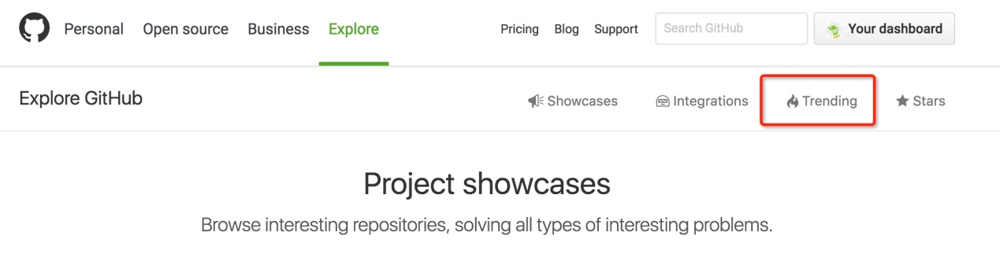 Personal Open source Business Explore Pricing Blog Support Search GitHub Your dashboard
Explore GitHub Showcases Integrations Trending Stars
Project showcases
Browse interesting repositories, solving all types of interesting problems.